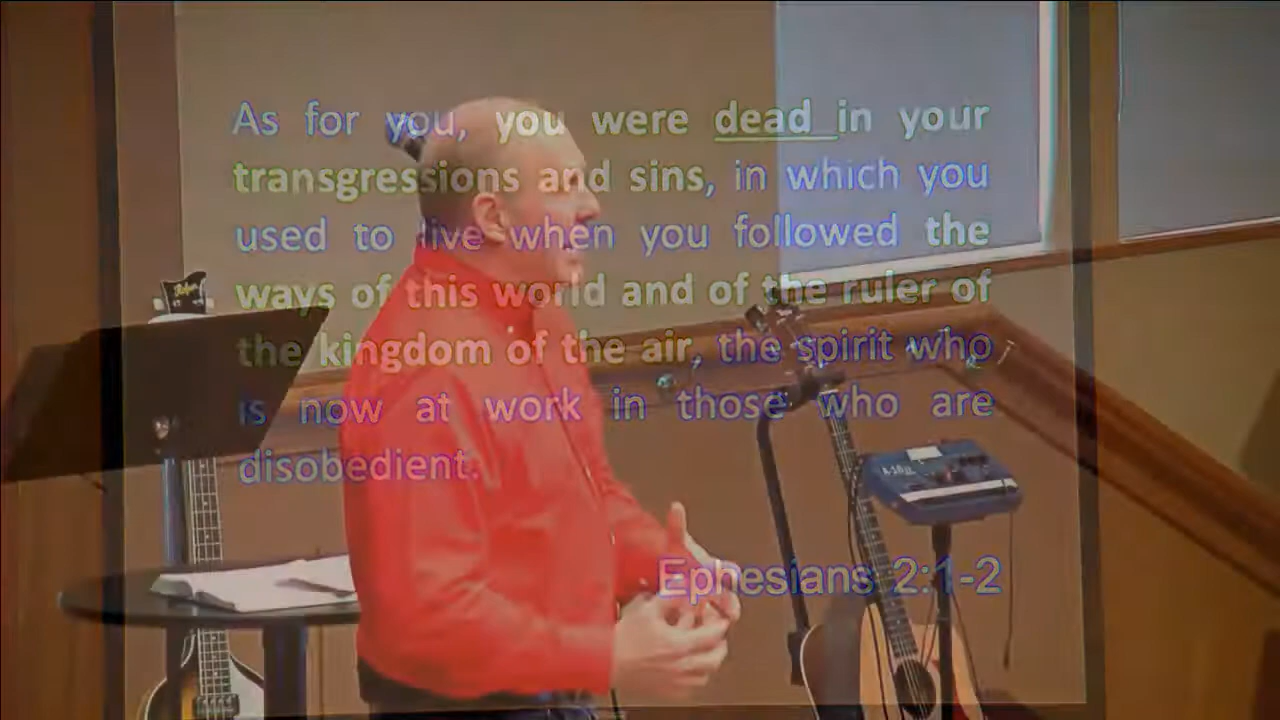 As for you, you were dead in your
transgressions and sins, in which you
used to live when you followed the
ways of this world and of the ruler of
the kingdom of the air, the spirit who
is now at work in those who are
disobedient.
Ephesians 2:1-2